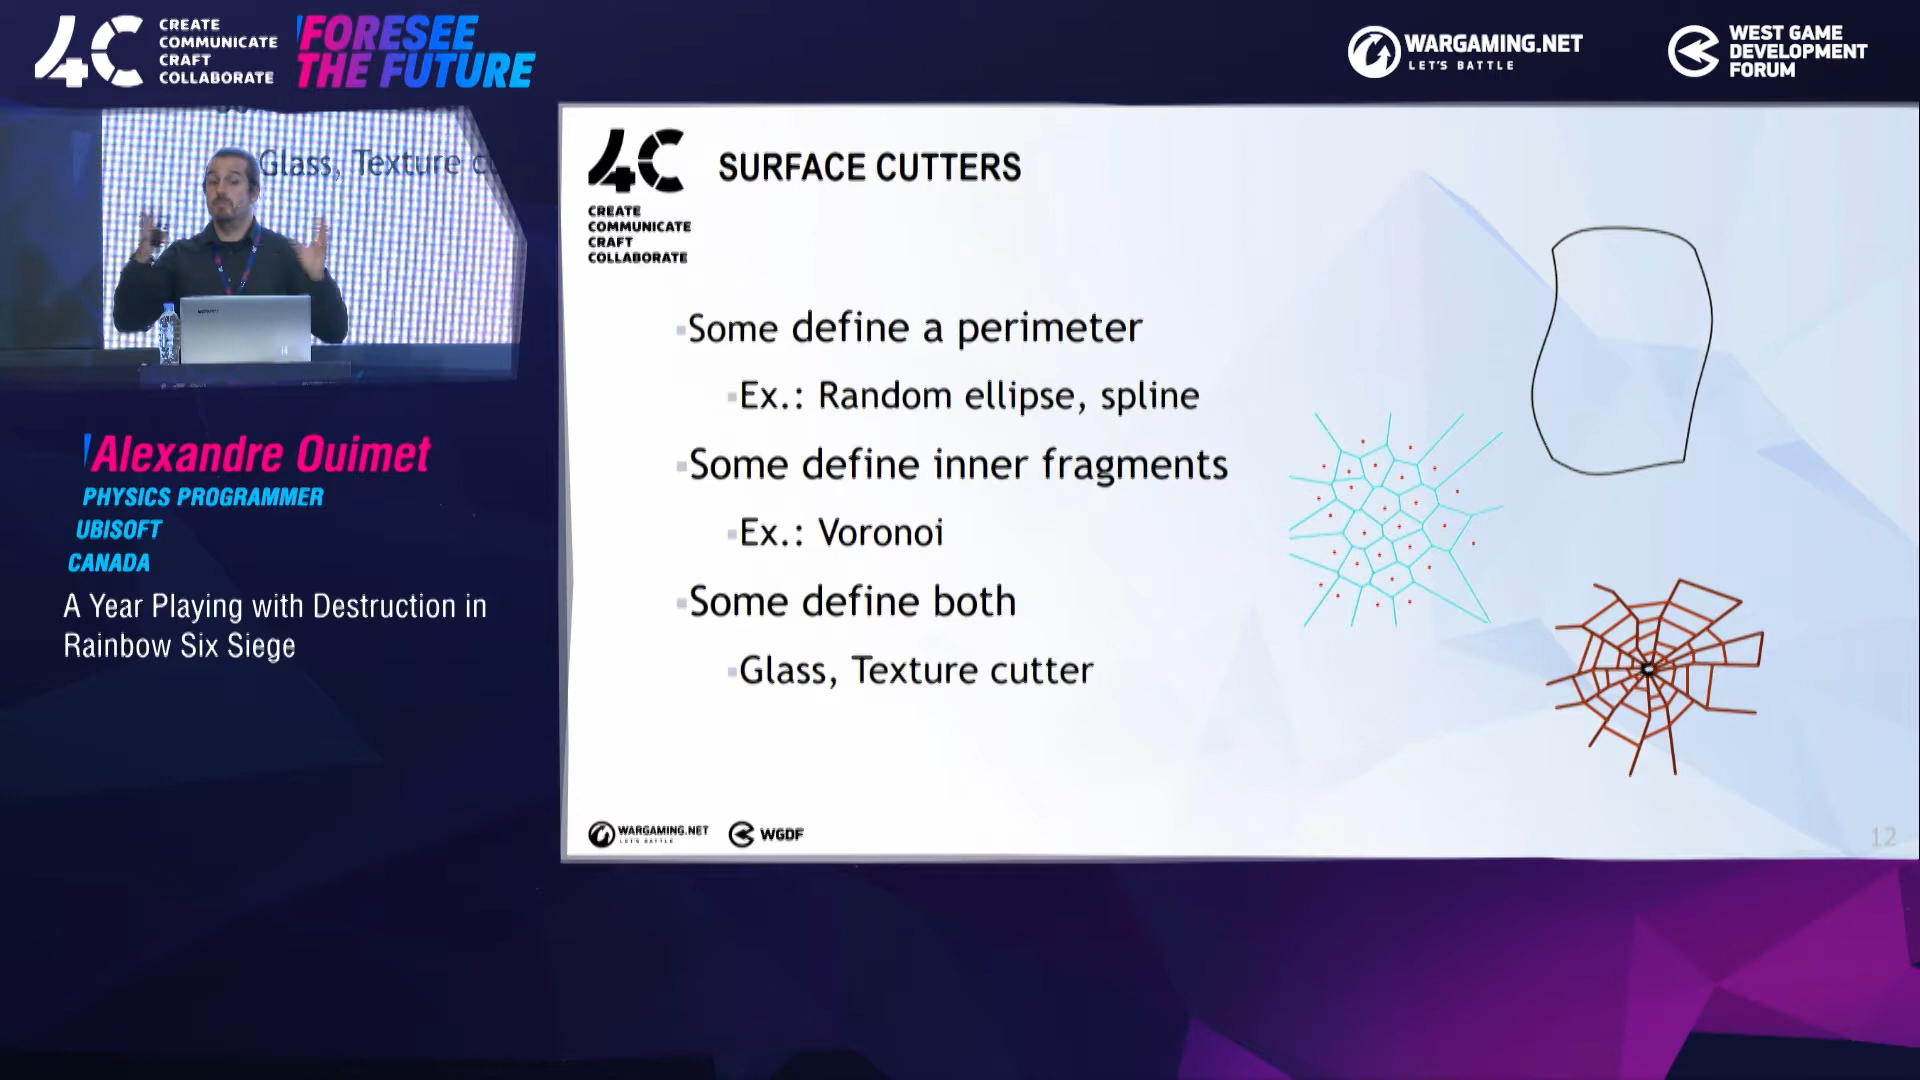 4C
CREATE
COMMUNICATE
CRAFT
COLLABORATE
FORESEE
THE FUTURE
WARGAMING.NET
LET'S BATTLE
WEST GAME
DEVELOPMENT
FORUM
Glass, Texture c
Alexandre Ouimet
PHYSICS PROGRAMMER
UBISOFT
CANADA
A Year Playing with Destruction in
Rainbow Six Siege
4C
CREATE
COMMUNICATE
CRAFT
COLLABORATE
SURFACE CUTTERS
Some define a perimeter
Ex.: Random ellipse, spline
Some define inner fragments
Ex.: Voronoi
Some define both
Glass, Texture cutter
WARGAMING.NET
LET'S BATTLE
WGDF
12